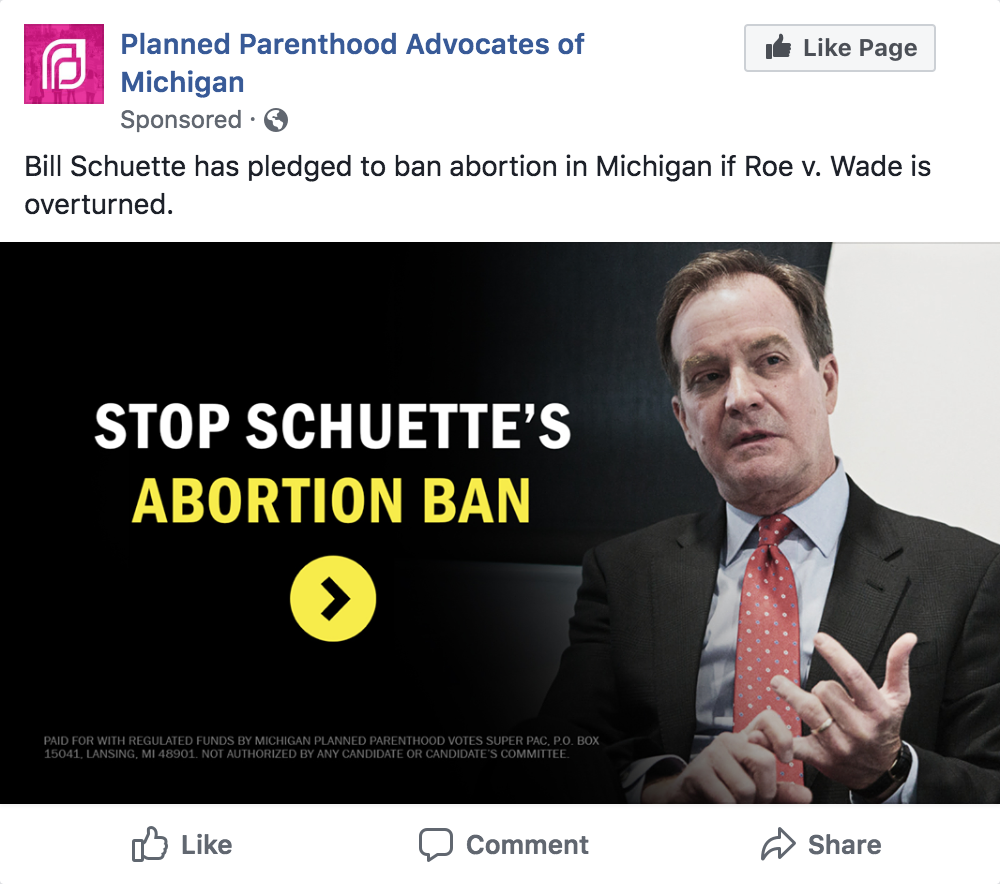 Planned Parenthood Advocates of
Michigan
Like Page
Sponsored ·
Bill Schuette has pledged to ban abortion in Michigan if Roe v. Wade is
overturned.
STOP SCHUETTE’S
ABORTION BAN
PAID FOR WITH REGULATED FUNDS BY MICHIGAN PLANNED PARENTHOOD VOTES SUPER PAC, P.O. BOX
15041, LANSING, MI 48901. NOT AUTHORIZED BY ANY CANDIDATE OR CANDIDATE'S COMMITTEE.
Like
Comment
Share